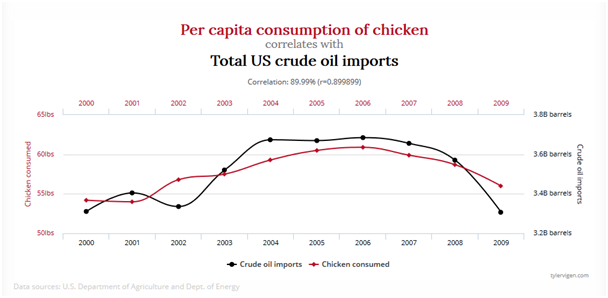 Per capita consumption of chicken
correlates with
Total US crude oil imports
Correlation: 89.99% (r=0.899899)
2000 2001 2002 2003 2004 2005 2006 2007 2008 2009
Chicken consumed
65lbs
60lbs
55lbs
50lbs
3.8B barrels
3.6B barrels
3.4B barrels
3.2B barrels
Crude oil imports
2000 2001 2002 2003 2004 2005 2006 2007 2008 2009
Crude oil imports Chicken consumed
tylervigen.com
Data sources: U.S. Department of Agriculture and Dept. of Energy